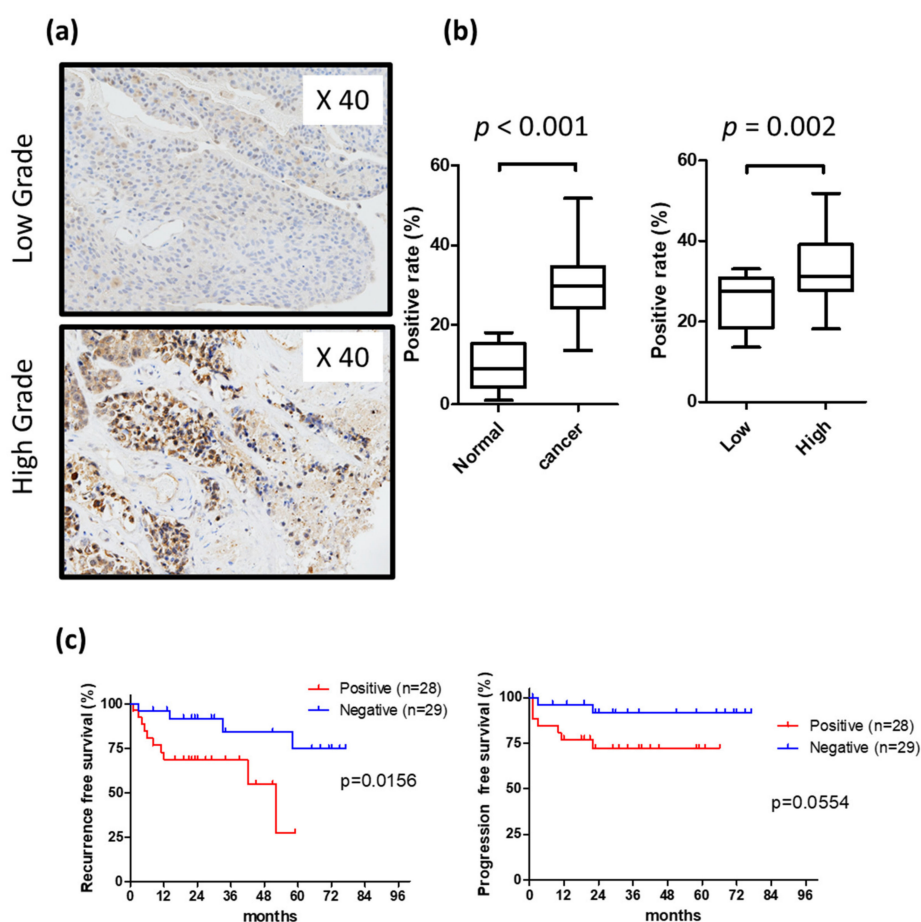 (a)
(b)
Low Grade
X 40
High Grade
X 40
p < 0.001
Positive rate (%)
60
40
20
0
Normal
cancer
p = 0.002
Positive rate (%)
60
40
20
0
Low
High
(c)
Recurrence free survival (%)
100
75
50
25
0
0 12 24 36 48 60 72 84 96
months
Positive (n=28)
Negative (n=29)
p=0.0156
Progression free survival (%)
100
75
50
25
0
0 12 24 36 48 60 72 84 96
months
Positive (n=28)
Negative (n=29)
p=0.0554